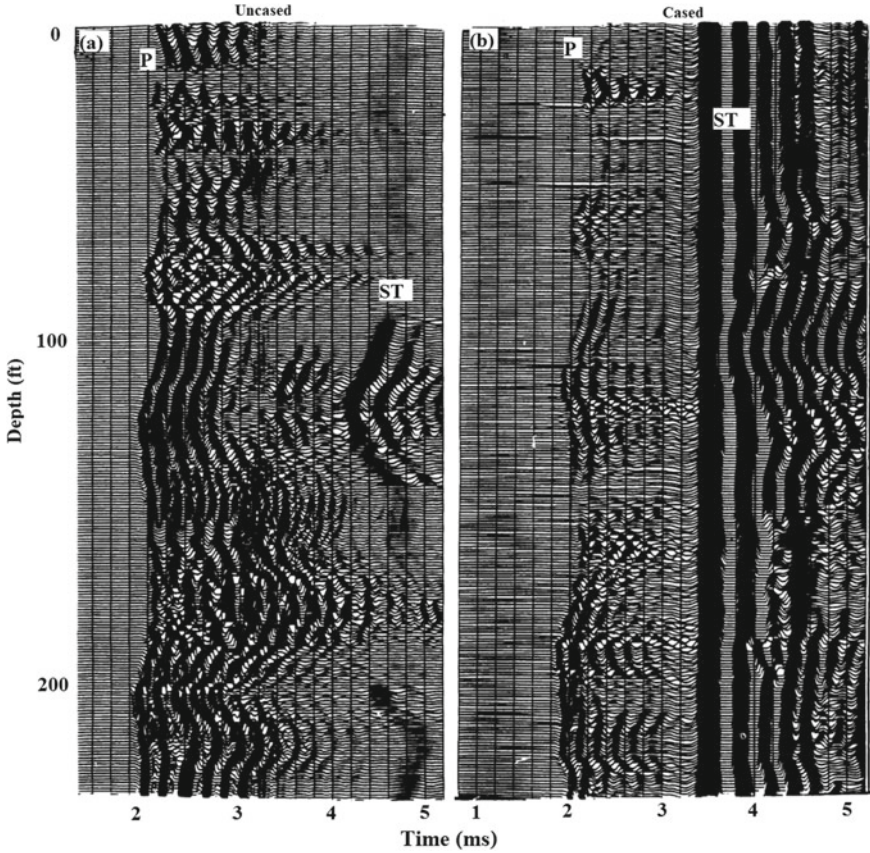 Uncased
Cased
0
(a)
(b)
P
P
ST
ST
100
Depth (ft)
200
2 3 4 5
1 2 3 4 5
Time (ms)